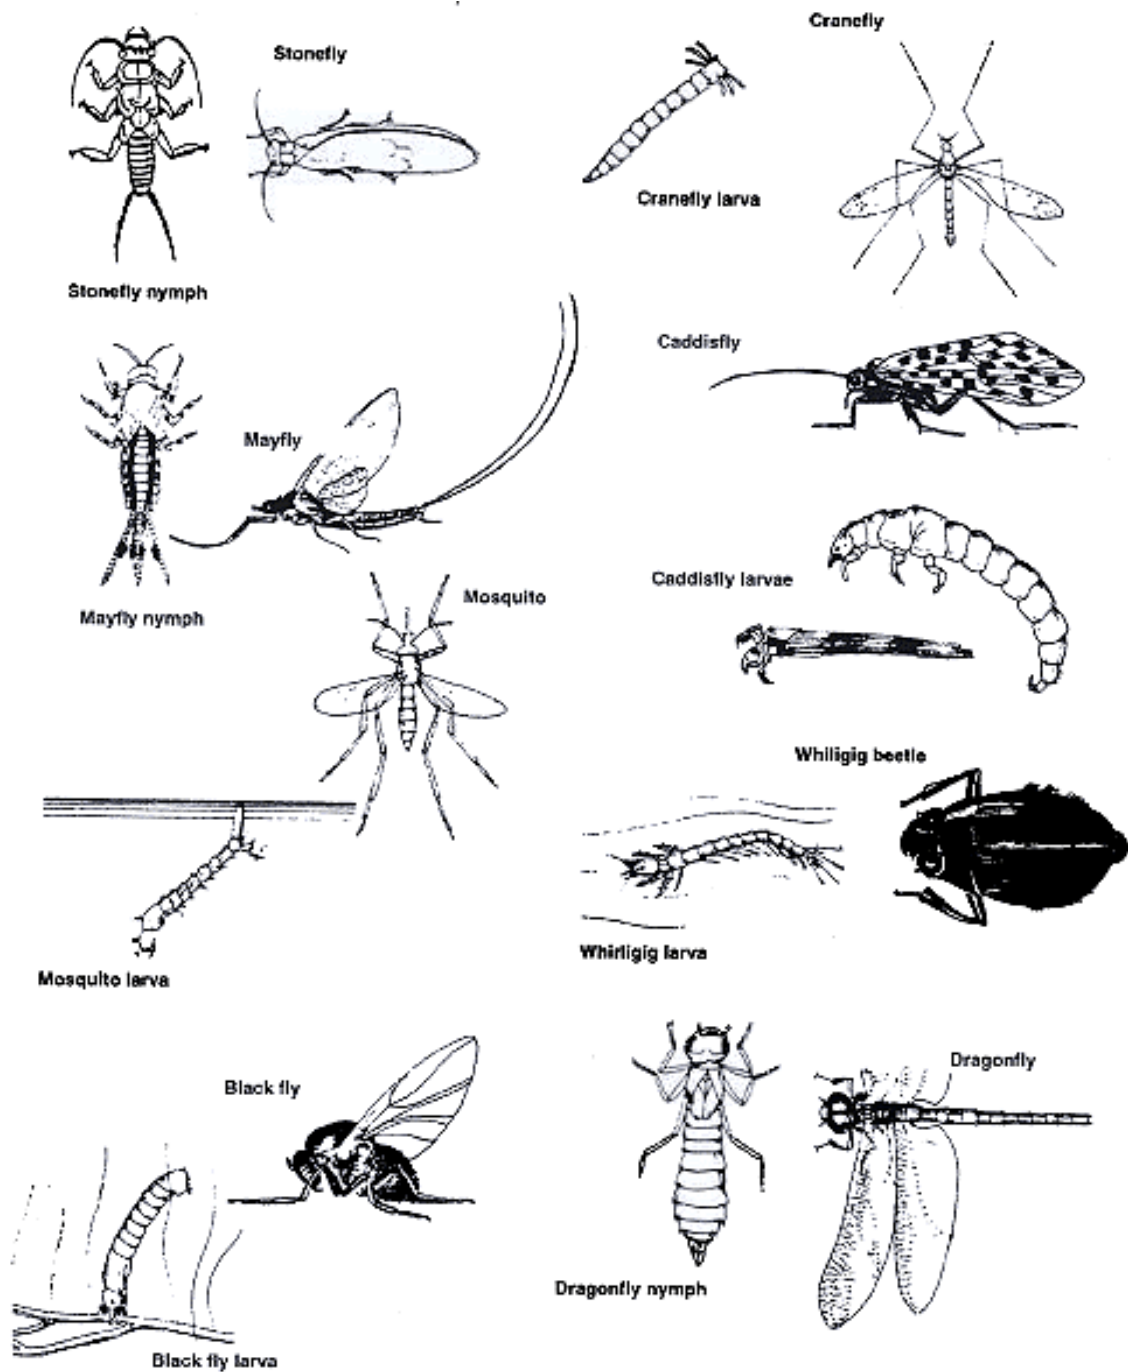 Stonefly
Cranefly
Cranefly larva
Stonefly nymph
Caddisfly
Mayfly
Mayfly nymph
Mosquito
Caddisfly larvae
Whiligig beetle
Mosquito larva
Whirligig larva
Black fly
Dragonfly
Dragonfly nymph
Black fly larva